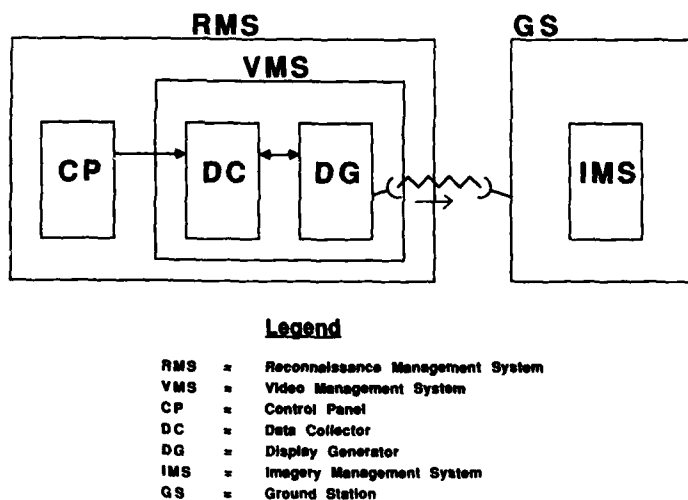 RMS GS
VMS
CP DC DG IMS
Legend
RMS = Reconnaissance Management System
VMS = Video Management System
CP = Control Panel
DC = Data Collector
DG = Display Generator
IMS = Imagery Management System
GS = Ground Station